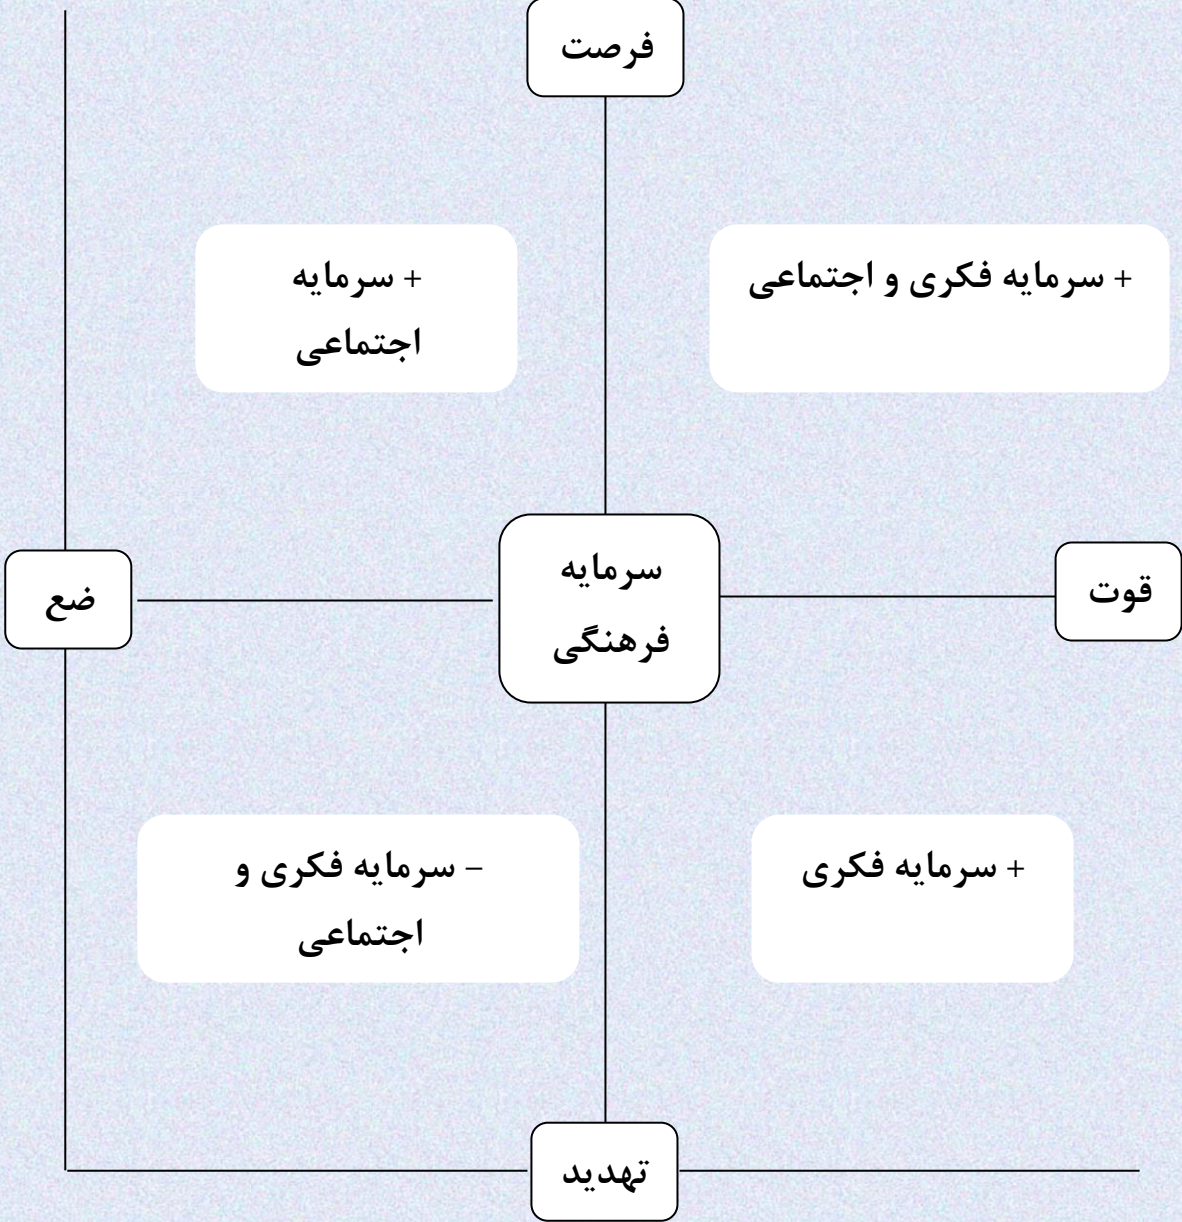 فرصت
+ سرمایه فکری و اجتماعی
+ سرمایه
اجتماعی
قوت
سرمایه
فرهنگی
ضع
+ سرمایه فکری
– سرمایه فکری و
اجتماعی
تهدید